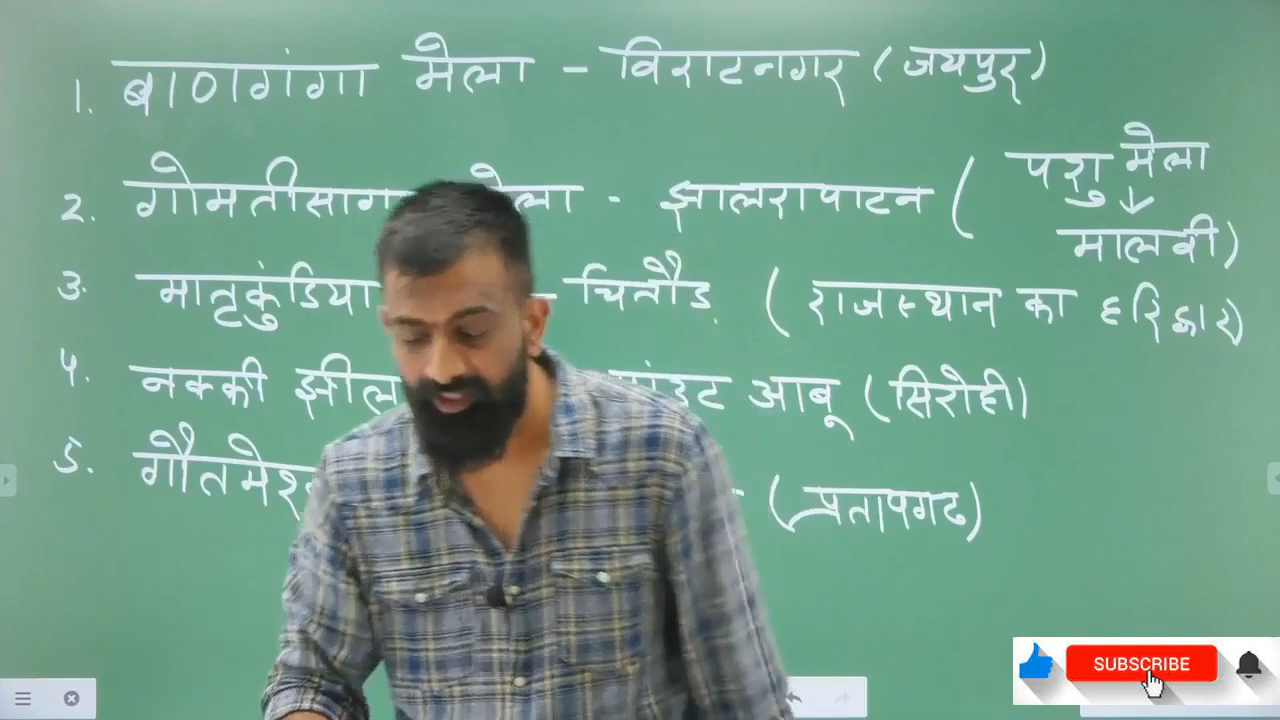 1. बाणगंगा मेला - विराटनगर (जयपुर)
2. गोमतीसाग मेला - झालरापाटन ( पशु मेला
↓
मालवी)
3. मातृकुंडिया - चितौड़ (राजस्थान का हरिद्वार)
4. नक्की झील माउंट आबू (सिरोही)
5. गौतमेश्व - (प्रतापगढ)
SUBSCRIBE